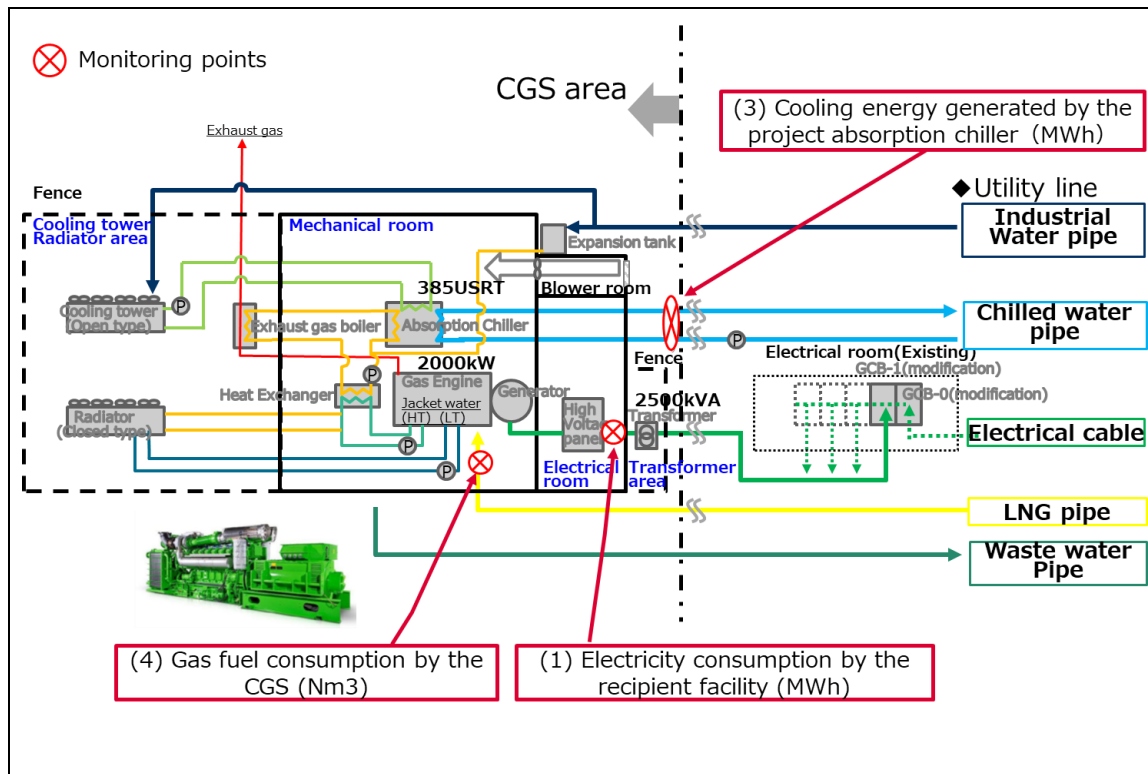 Monitoring points
CGS area
(3) Cooling energy generated by the
project absorption chiller（MWh）
Exhaust gas
Fence
◆Utility line
Cooling tower
Radiator area
Mechanical room
Industrial
Water pipe
Expansion tank
Blower room
385USRT
P
Cooling tower
(Open type)
Exhaust gas boiler
Absorption Chiller
Chilled water
pipe
P
Fence
Electrical room(Existing)
GCB-1(modification)
GCB-0(modification)
2000kW
P
Heat Exchanger
Gas Engine
Generator
Jacket water
(HT) (LT)
2500kVA
High
Voltage
panel
Transformer
Radiator
(Closed type)
P
P
Electrical cable
Electrical
room
Transformer
area
LNG pipe
Waste water
Pipe
(4) Gas fuel consumption by the
CGS (Nm3)
(1) Electricity consumption by the
recipient facility (MWh)